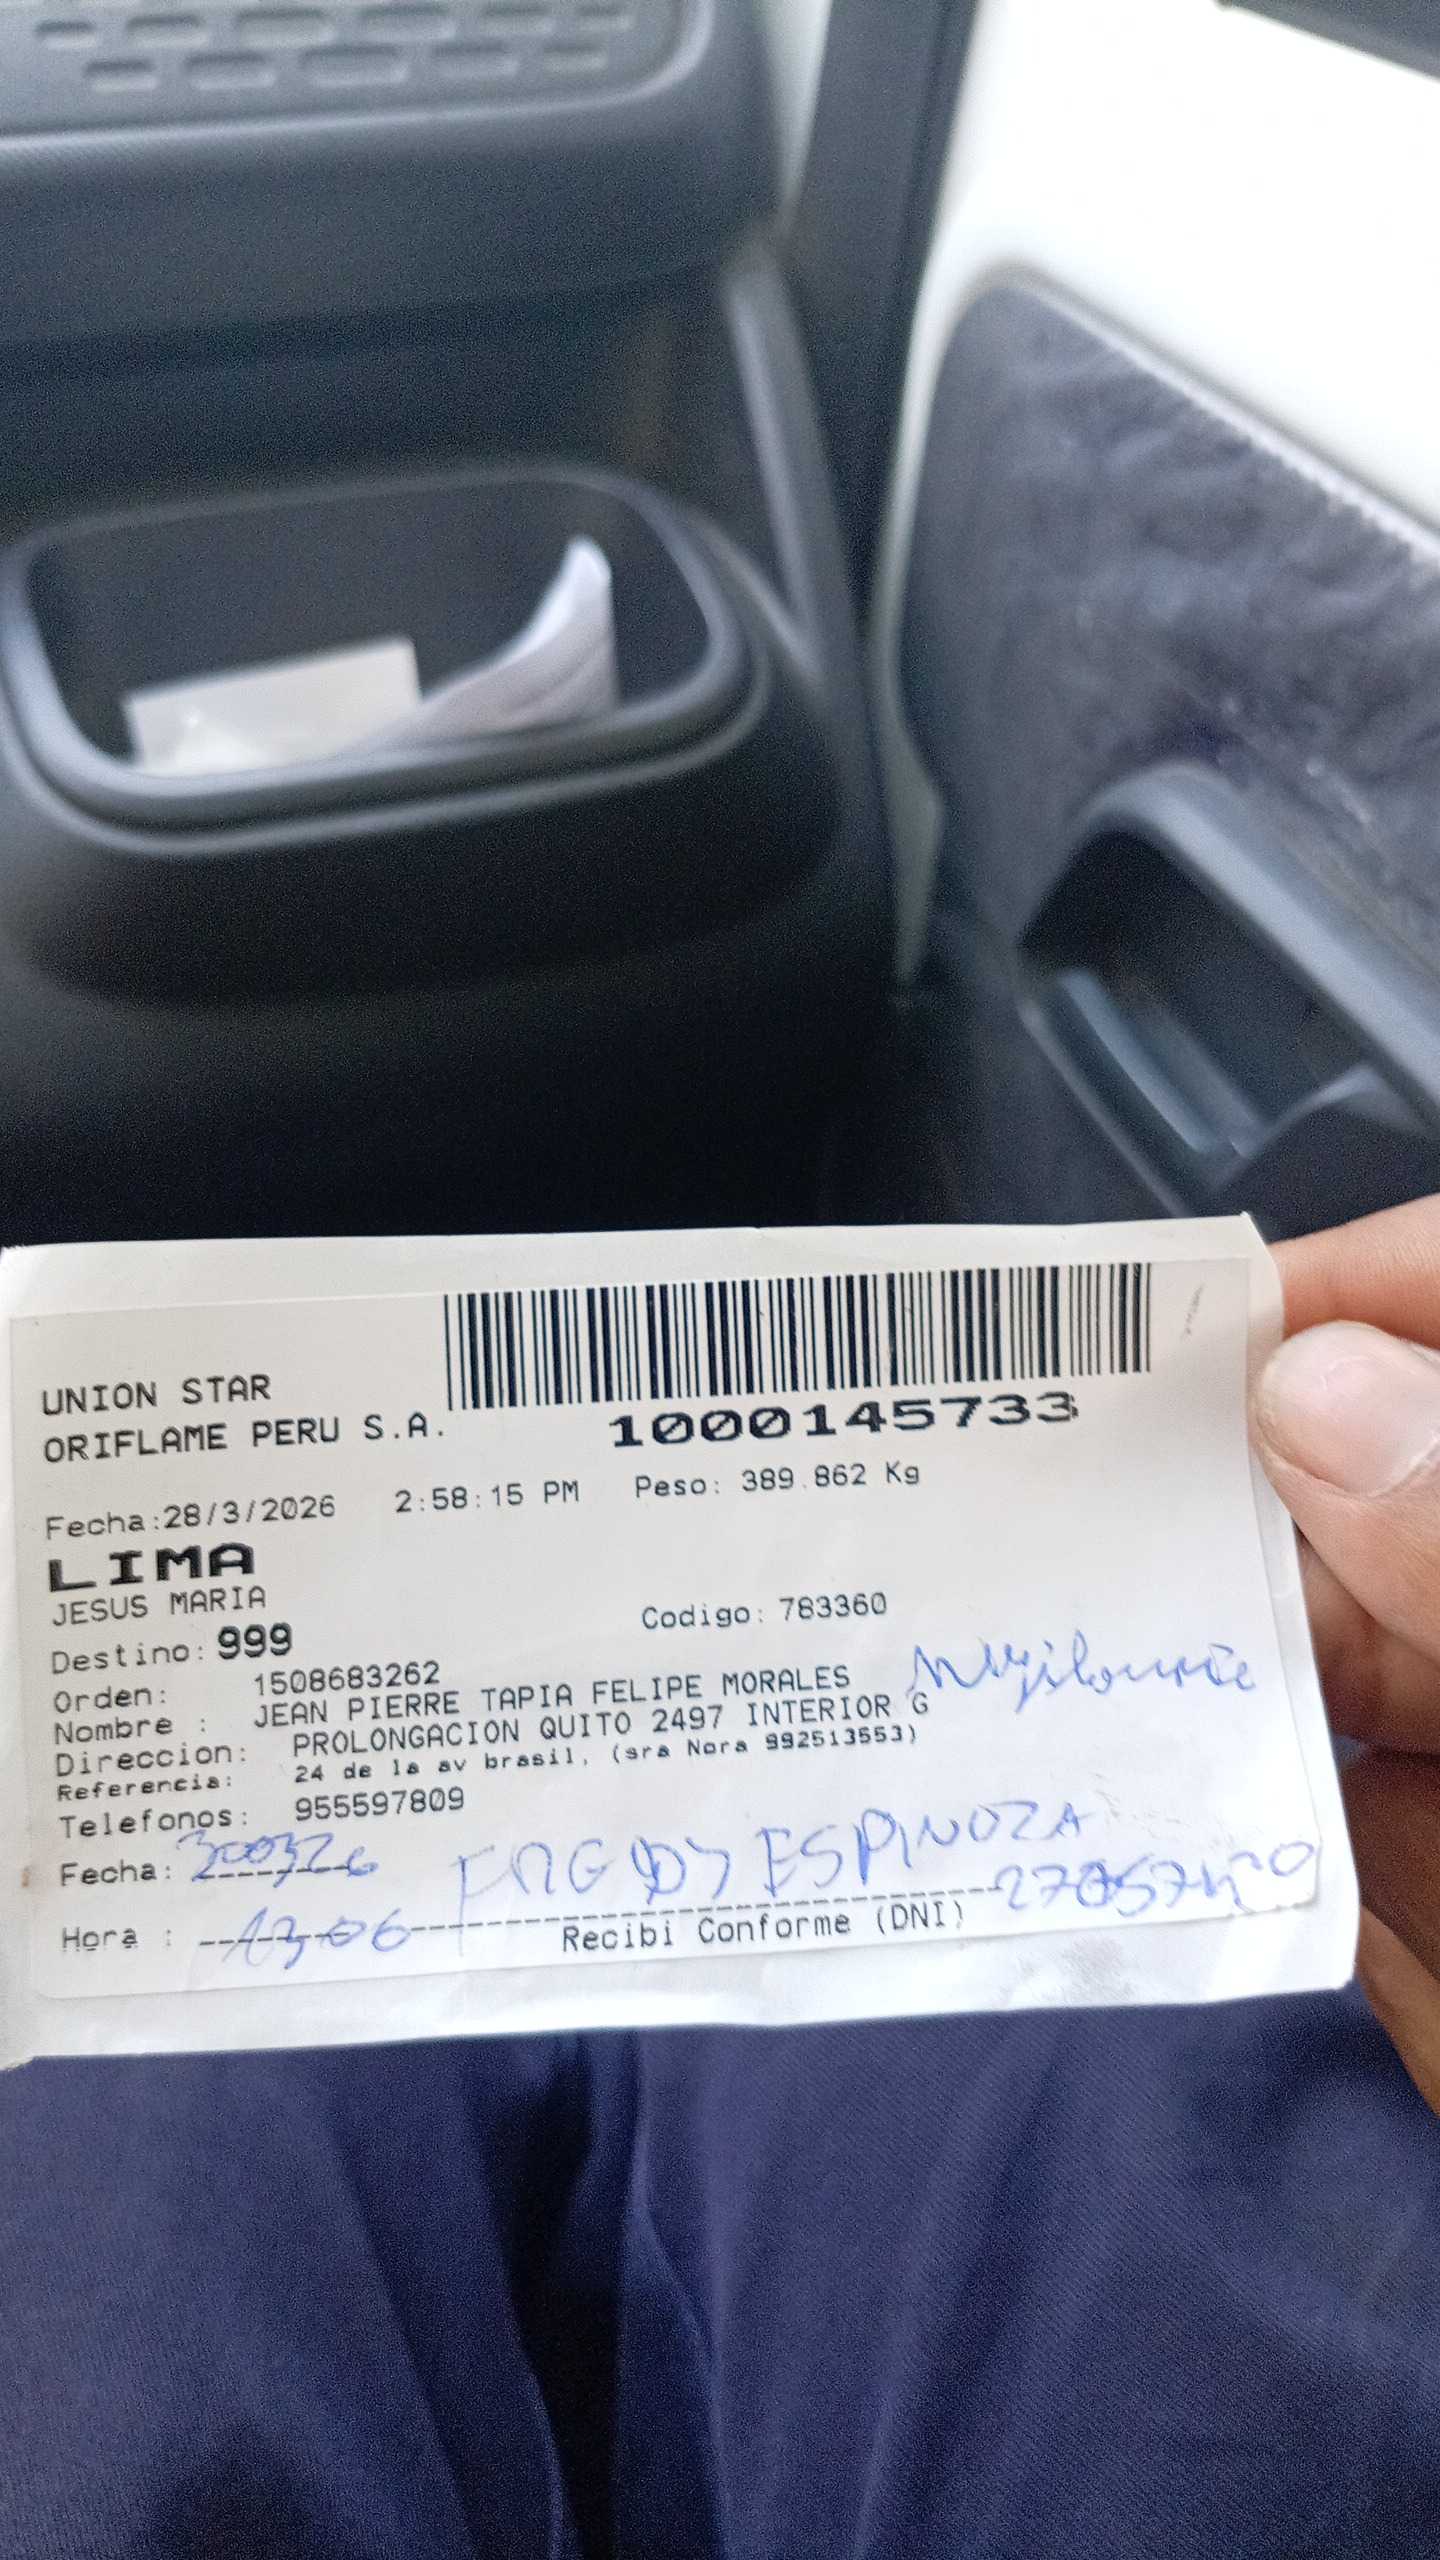 UNION STAR
ORIFLAME PERU S.A.
1000145733
Fecha:28/3/2026 2:58:15 PM Peso: 389.862 Kg
LIMA
JESUS MARIA
Destino: 999 Codigo: 783360
Orden: 1508683262
Nombre : JEAN PIERRE TAPIA FELIPE MORALES
Direccion: PROLONGACION QUITO 2497 INTERIOR G
Referencia: 24 de la av brasil, (sra Nora 992513553)
Telefonos: 955597809
Fecha: 300326 ESPINOZA
Hora : 1306 Recibi Conforme (DNI)